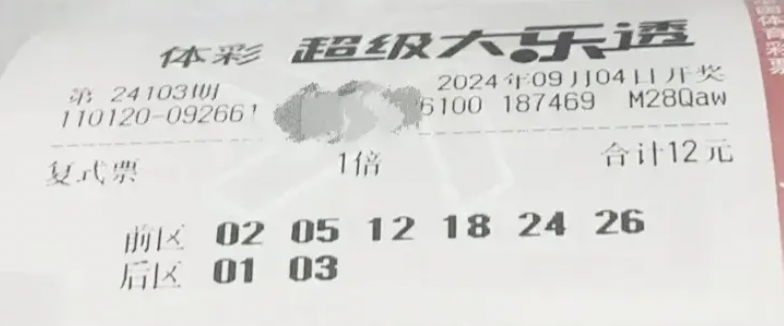 体彩 超级大乐透
第 24103期 2024年09月04日开奖
110120-092661 6100 187469 M28Qaw
复式票 1倍 合计12元
前区 02 05 12 18 24 26
后区 01 03
中国体育彩票